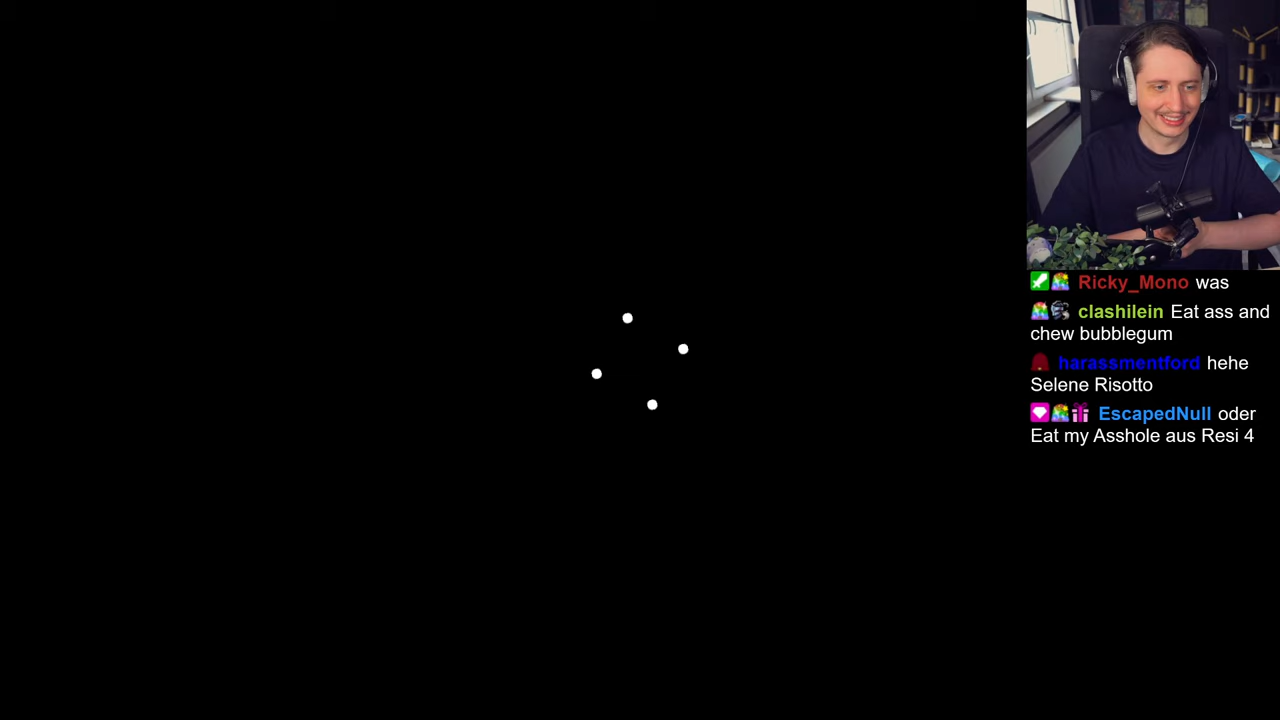 Ricky_Mono was
clashilein Eat ass and
chew bubblegum
harassmentford hehe
Selene Risotto
EscapedNull oder
Eat my Asshole aus Resi 4